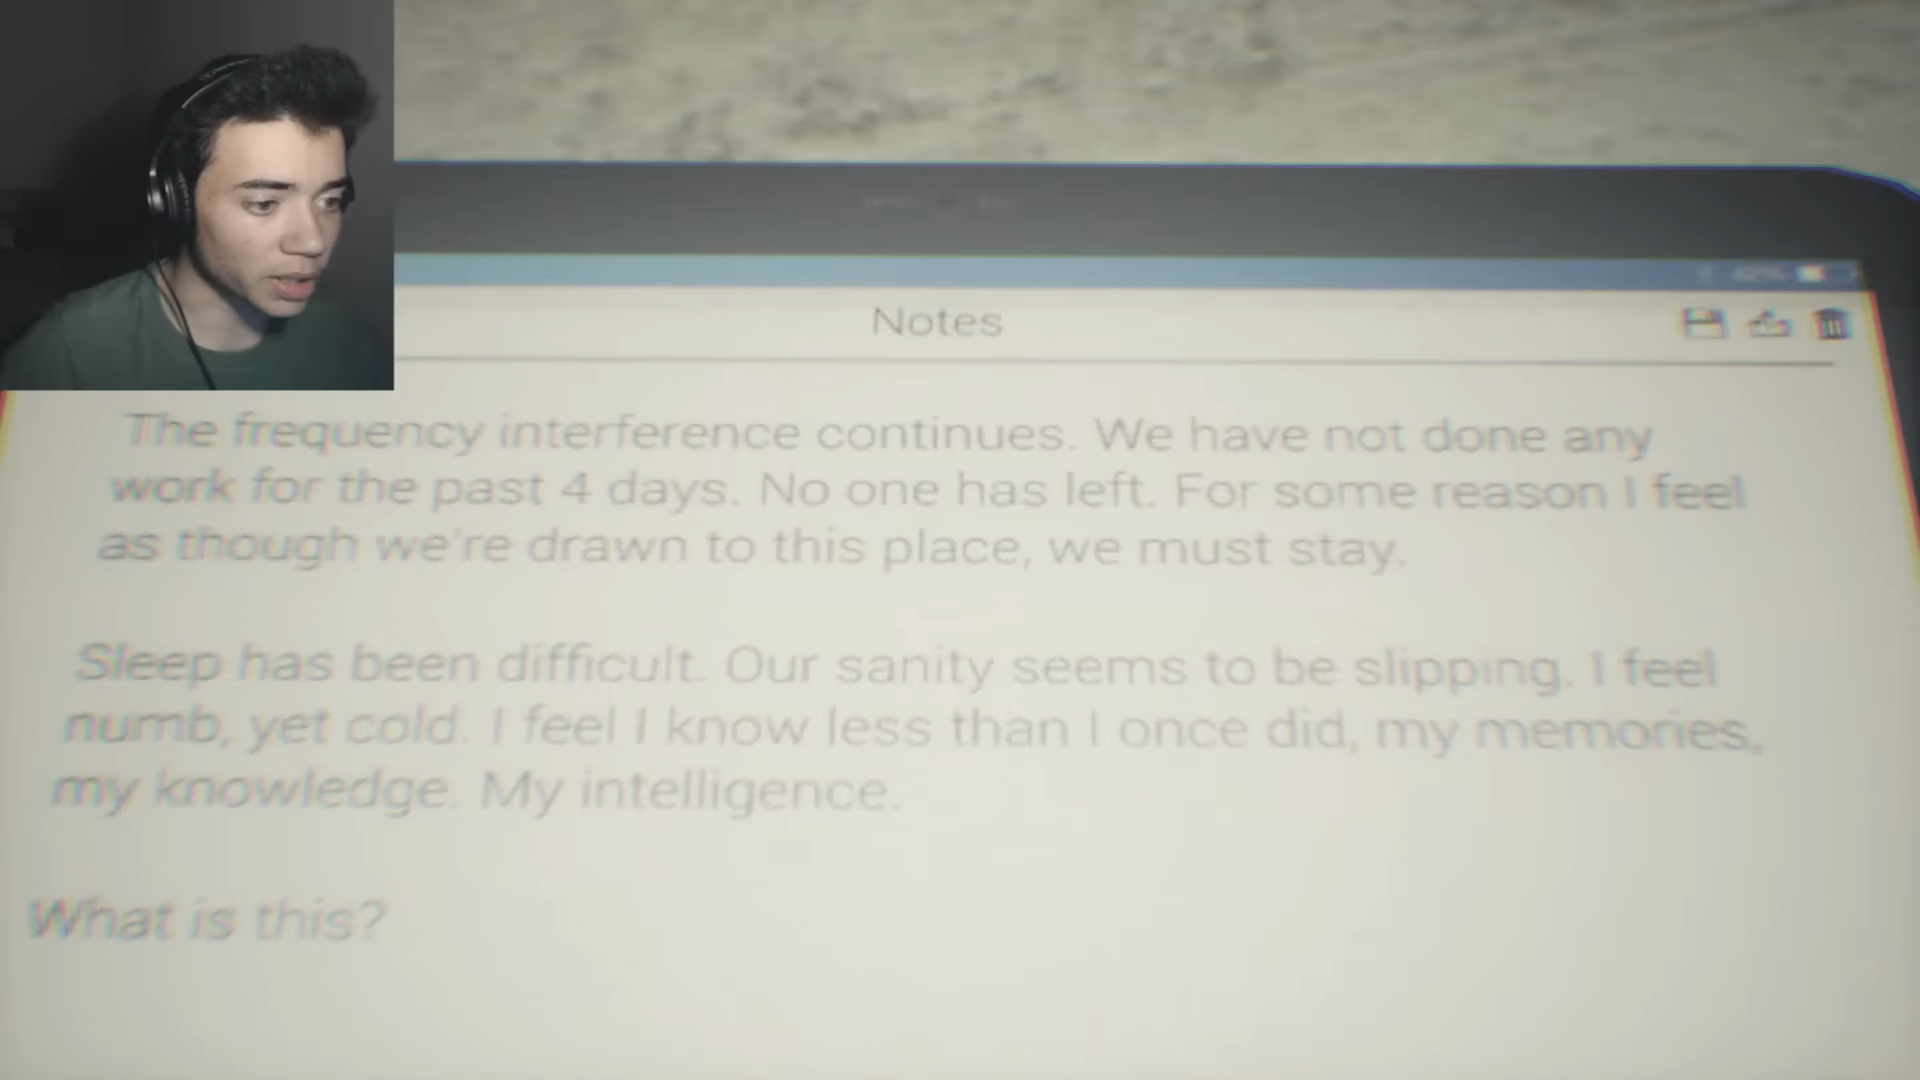 Notes
The frequency interference continues. We have not done any
work for the past 4 days. No one has left. For some reason I feel
as though we're drawn to this place, we must stay.
Sleep has been difficult. Our sanity seems to be slipping. I feel
numb, yet cold. I feel I know less than I once did, my memories,
my knowledge. My intelligence.
What is this?